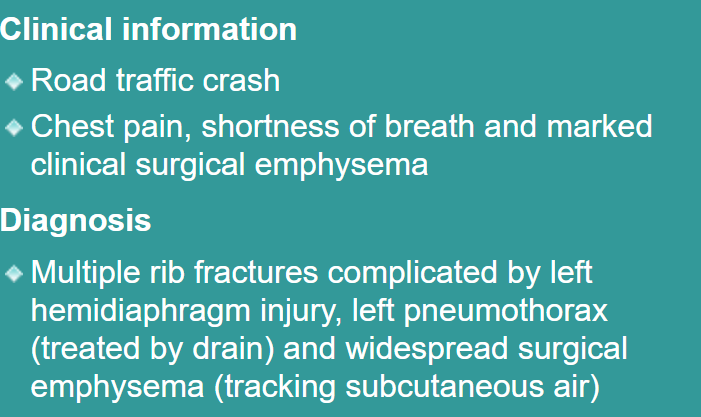 Clinical information
Road traffic crash
Chest pain, shortness of breath and marked
clinical surgical emphysema
Diagnosis
Multiple rib fractures complicated by left
hemidiaphragm injury, left pneumothorax
(treated by drain) and widespread surgical
emphysema (tracking subcutaneous air)